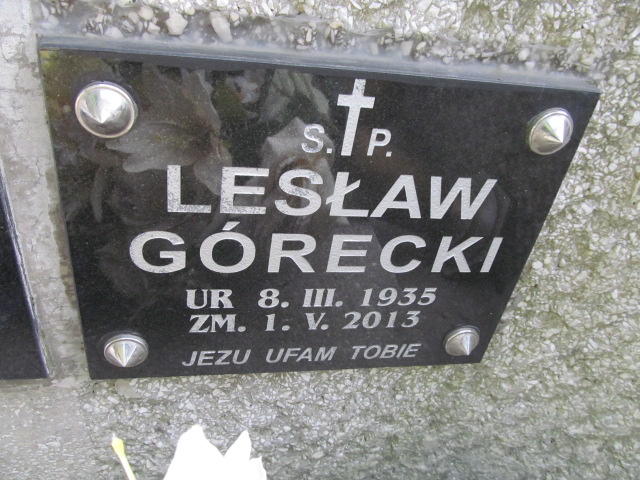 S. P.
LESŁAW
GÓRECKI
UR 8. III. 1935
ZM. 1. V. 2013
JEZU UFAM TOBIE